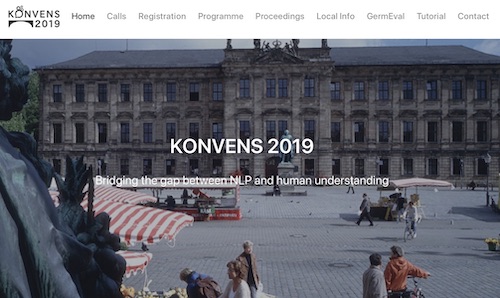 KONVENS
2019
Home Calls Registration Programme Proceedings Local Info GermEval Tutorial Contact
KONVENS 2019
Bridging the gap between NLP and human understanding